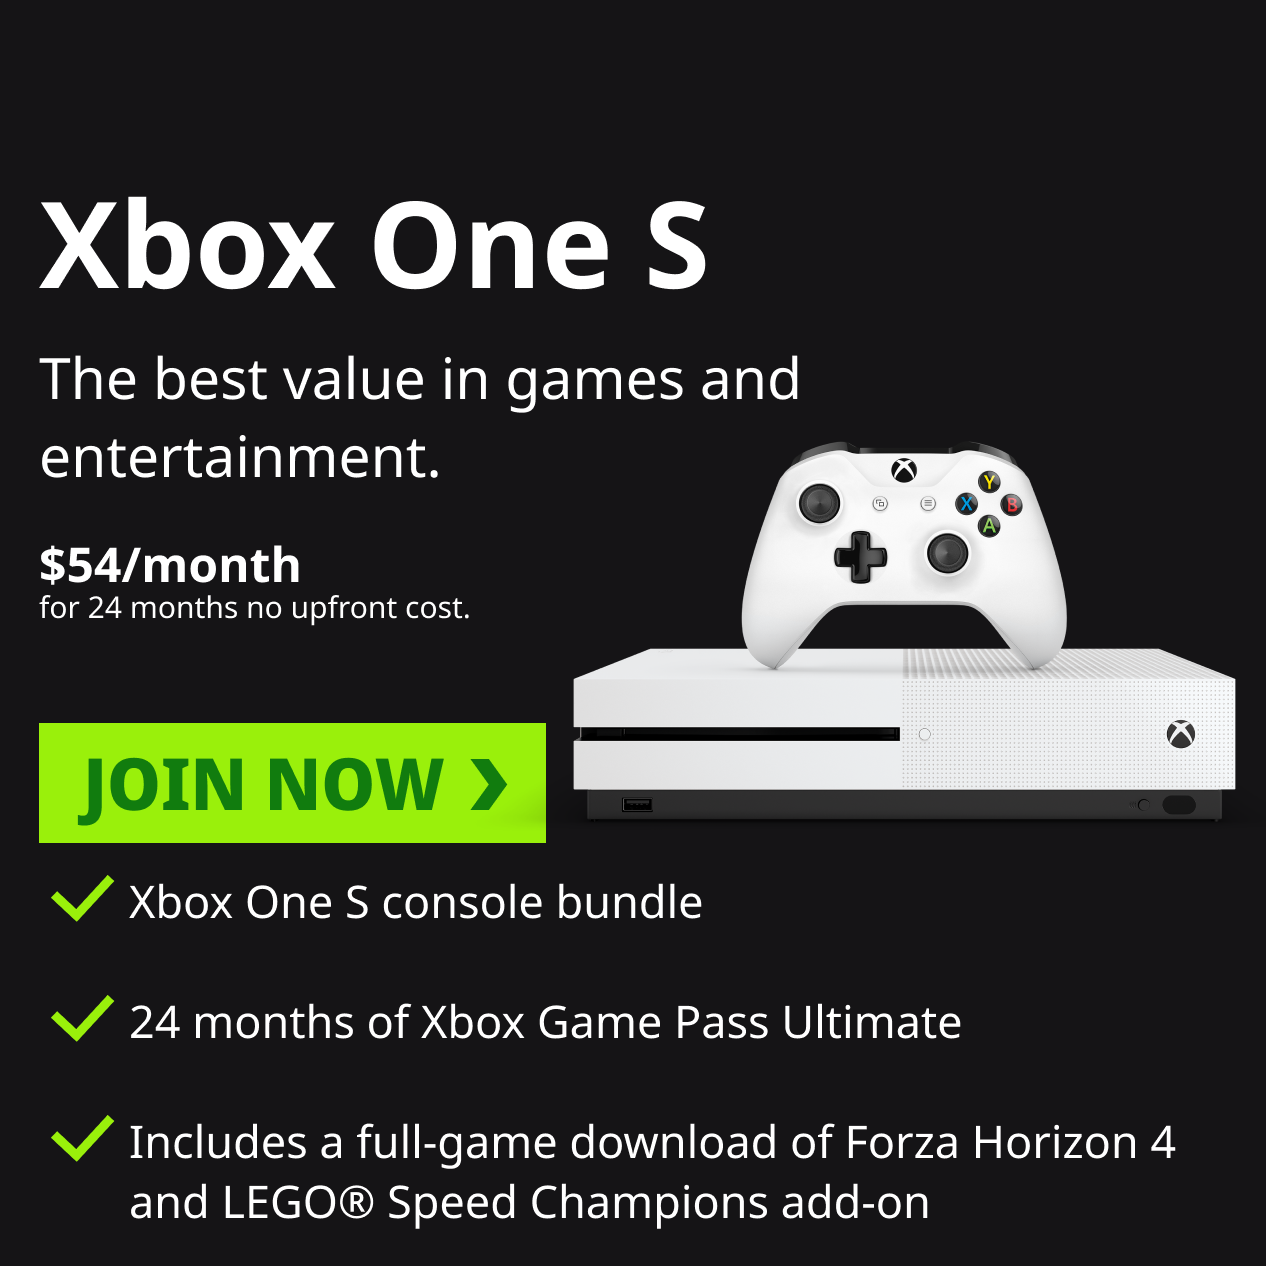 Xbox One S
The best value in games and
entertainment.
$54/month
for 24 months no upfront cost.
Y
X
B
A
JOIN NOW ❯
Xbox One S console bundle
24 months of Xbox Game Pass Ultimate
Includes a full-game download of Forza Horizon 4
and LEGO® Speed Champions add-on